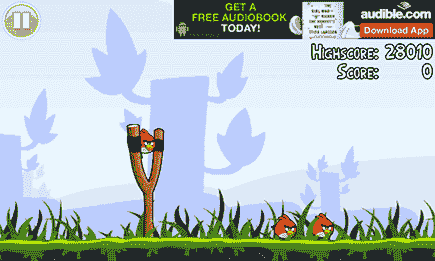 GET A
FREE AUDIOBOOK
TODAY!
audible.com
Download App
HIGHSCORE: 28010
SCORE: 0